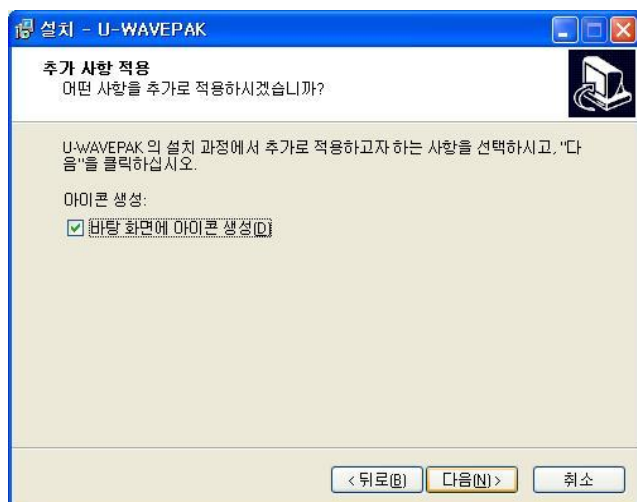 설치 - U-WAVEPAK
추가 사항 적용
어떤 사항을 추가로 적용하시겠습니까?
U-WAVEPAK 의 설치 과정에서 추가로 적용하고자 하는 사항을 선택하시고, "다
음"을 클릭하십시오.
아이콘 생성:
바탕 화면에 아이콘 생성(D)
< 뒤로(B)
다음(N) >
취소